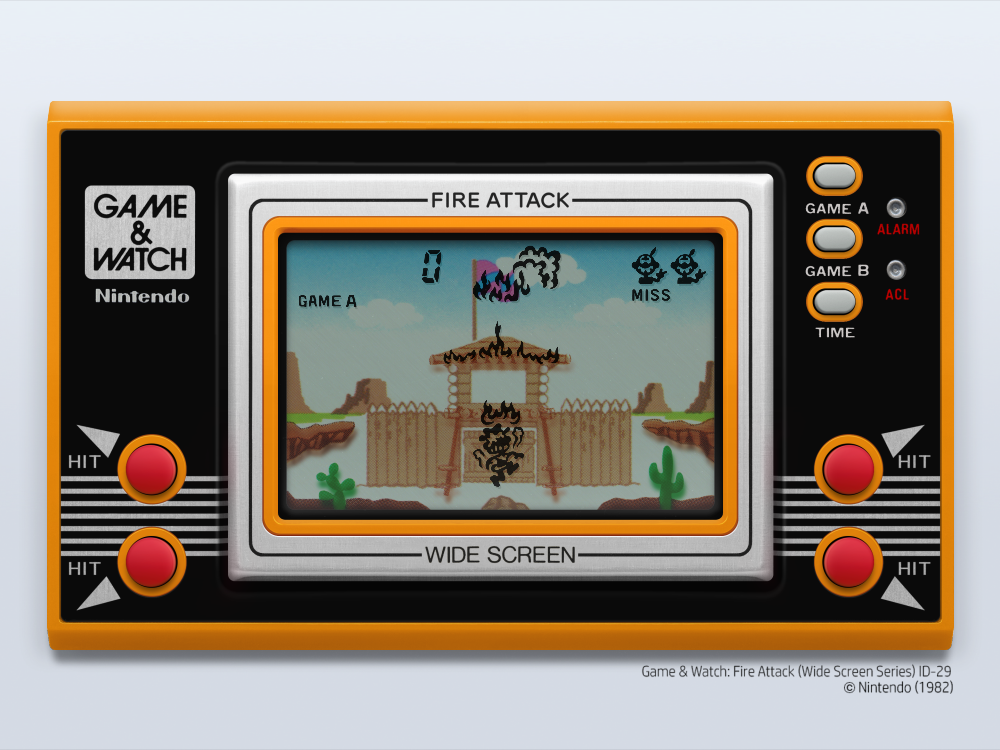 FIRE ATTACK
GAME
&
WATCH
Nintendo
0
MISS
GAME A
GAME A
ALARM
GAME B
ACL
TIME
HIT
HIT
HIT
HIT
WIDE SCREEN
Game & Watch: Fire Attack (Wide Screen Series) ID-29
© Nintendo (1982)